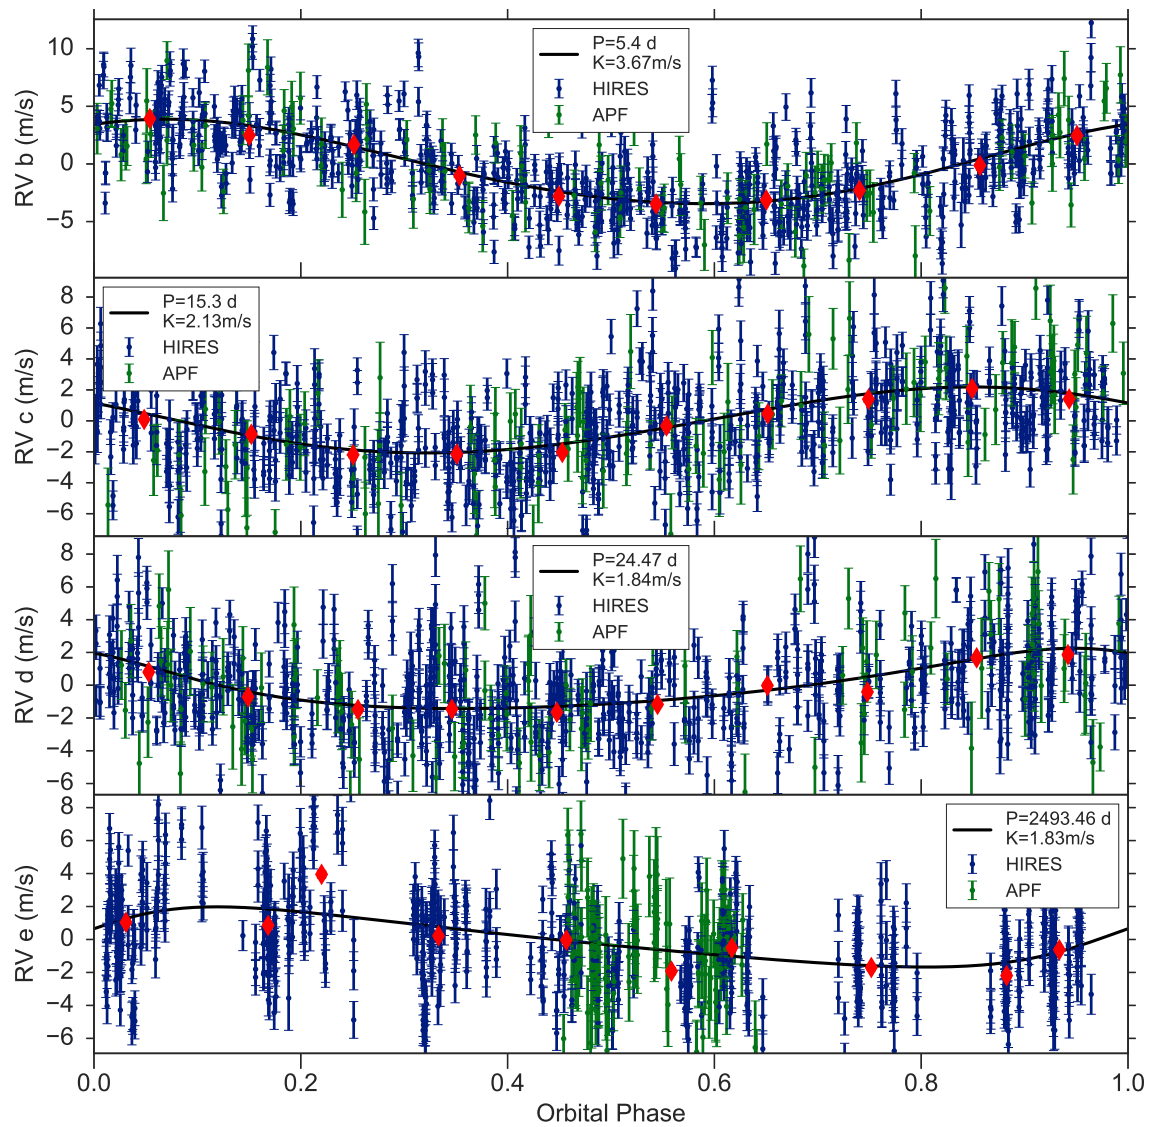 10
5
0
−5
RV b (m/s)
P=5.4 d
K=3.67m/s
HIRES
APF
8
6
4
2
0
−2
−4
−6
RV c (m/s)
P=15.3 d
K=2.13m/s
HIRES
APF
8
6
4
2
0
−2
−4
−6
RV d (m/s)
P=24.47 d
K=1.84m/s
HIRES
APF
8
6
4
2
0
−2
−4
−6
RV e (m/s)
P=2493.46 d
K=1.83m/s
HIRES
APF
0.0 0.2 0.4 0.6 0.8 1.0
Orbital Phase